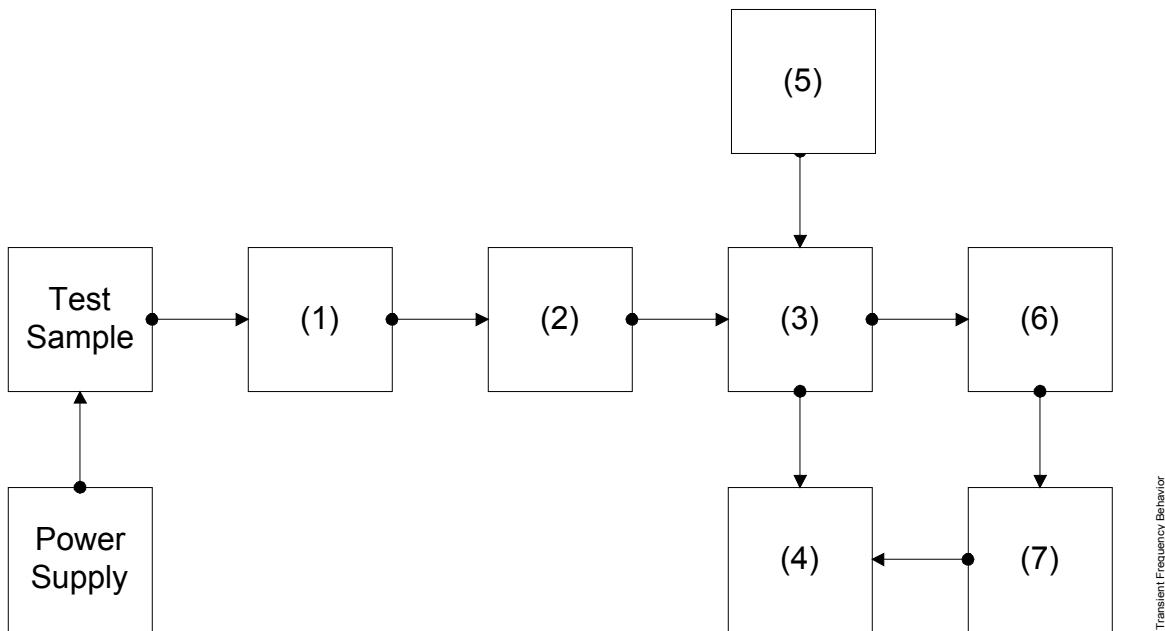 (5)
Test
Sample
(1)
(2)
(3)
(6)
Power
Supply
(4)
(7)
Transient Frequency Behavior